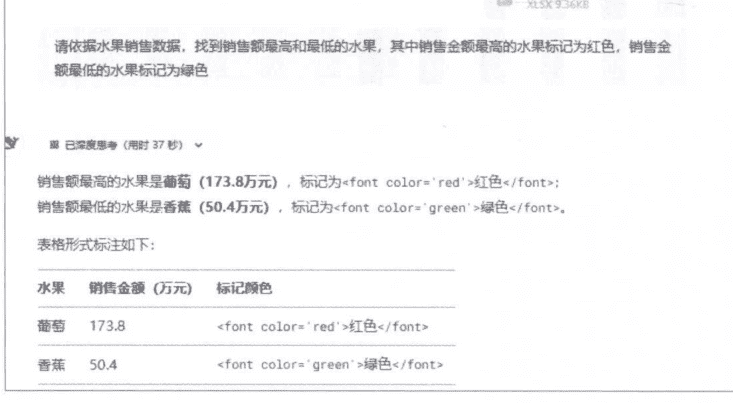 XLSX 9.36KB
请依据水果销售数据，找到销售额最高和最低的水果，其中销售金额最高的水果标记为红色，销售金
额最低的水果标记为绿色
已深度思考（用时 37 秒）
销售额最高的水果是葡萄（173.8万元），标记为<font color='red'>红色</font>；
销售额最低的水果是香蕉（50.4万元），标记为<font color='green'>绿色</font>。
表格形式标注如下：
水果 销售金额（万元） 标记颜色
葡萄 173.8 <font color='red'>红色</font>
香蕉 50.4 <font color='green'>绿色</font>